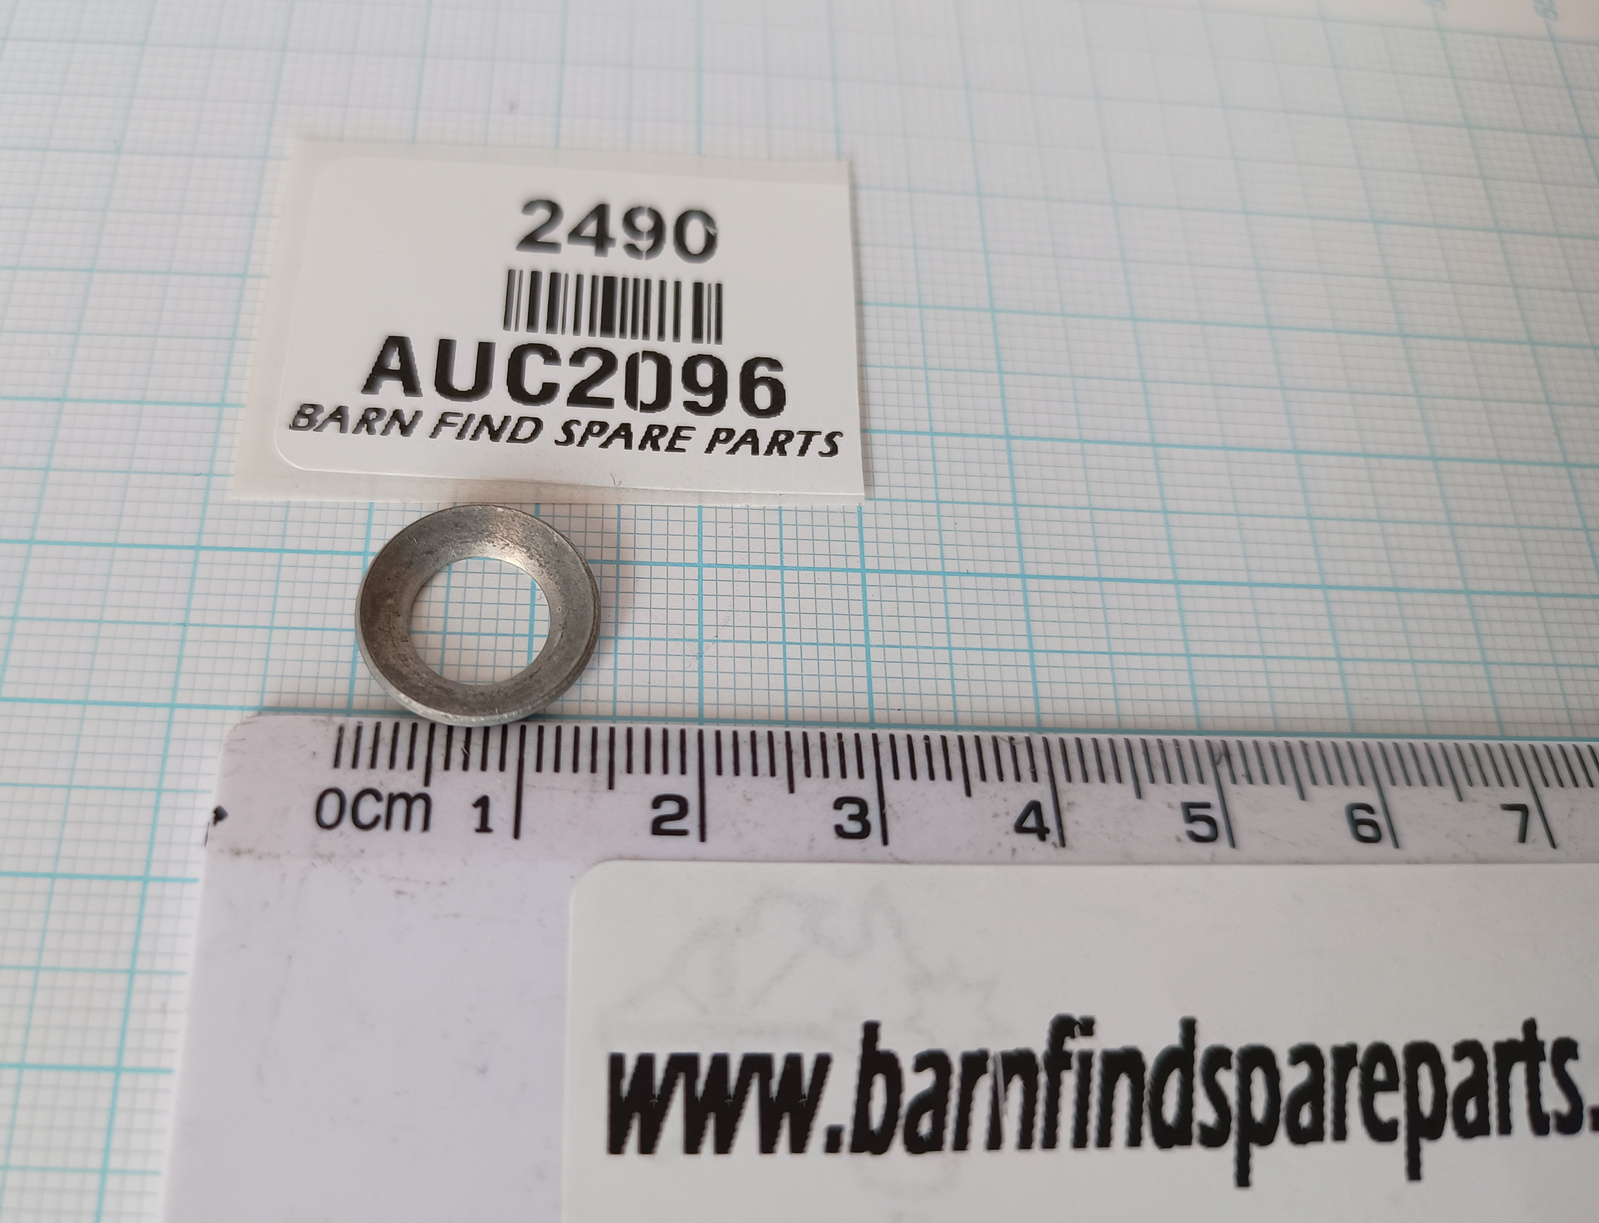 2490
AUC2096
BARN FIND SPARE PARTS
0cm 1 2 3 4 5 6 7
www.barnfindspareparts.